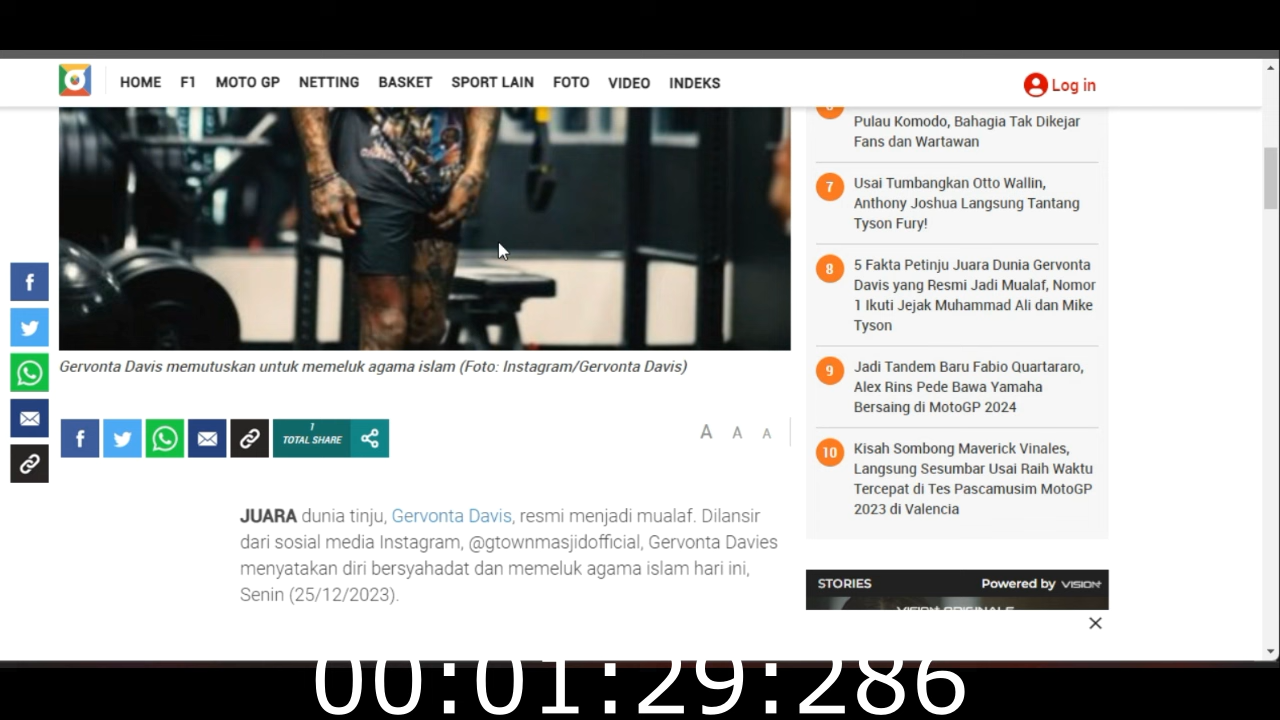 HOME F1 MOTO GP NETTING BASKET SPORT LAIN FOTO VIDEO INDEKS
Log in
Pulau Komodo, Bahagia Tak Dikejar
Fans dan Wartawan
7 Usai Tumbangkan Otto Wallin,
Anthony Joshua Langsung Tantang
Tyson Fury!
8 5 Fakta Petinju Juara Dunia Gervonta
Davis yang Resmi Jadi Mualaf, Nomor
1 Ikuti Jejak Muhammad Ali dan Mike
Tyson
9 Jadi Tandem Baru Fabio Quartararo,
Alex Rins Pede Bawa Yamaha
Bersaing di MotoGP 2024
10 Kisah Sombong Maverick Vinales,
Langsung Sesumbar Usai Raih Waktu
Tercepat di Tes Pascamusim MotoGP
2023 di Valencia
Gervonta Davis memutuskan untuk memeluk agama islam (Foto: Instagram/Gervonta Davis)
1
TOTAL SHARE
A A A
JUARA dunia tinju, Gervonta Davis, resmi menjadi mualaf. Dilansir
dari sosial media Instagram, @gtownmasjidofficial, Gervonta Davies
menyatakan diri bersyahadat dan memeluk agama islam hari ini,
Senin (25/12/2023).
STORIES Powered by VISION+
00:01:29:286